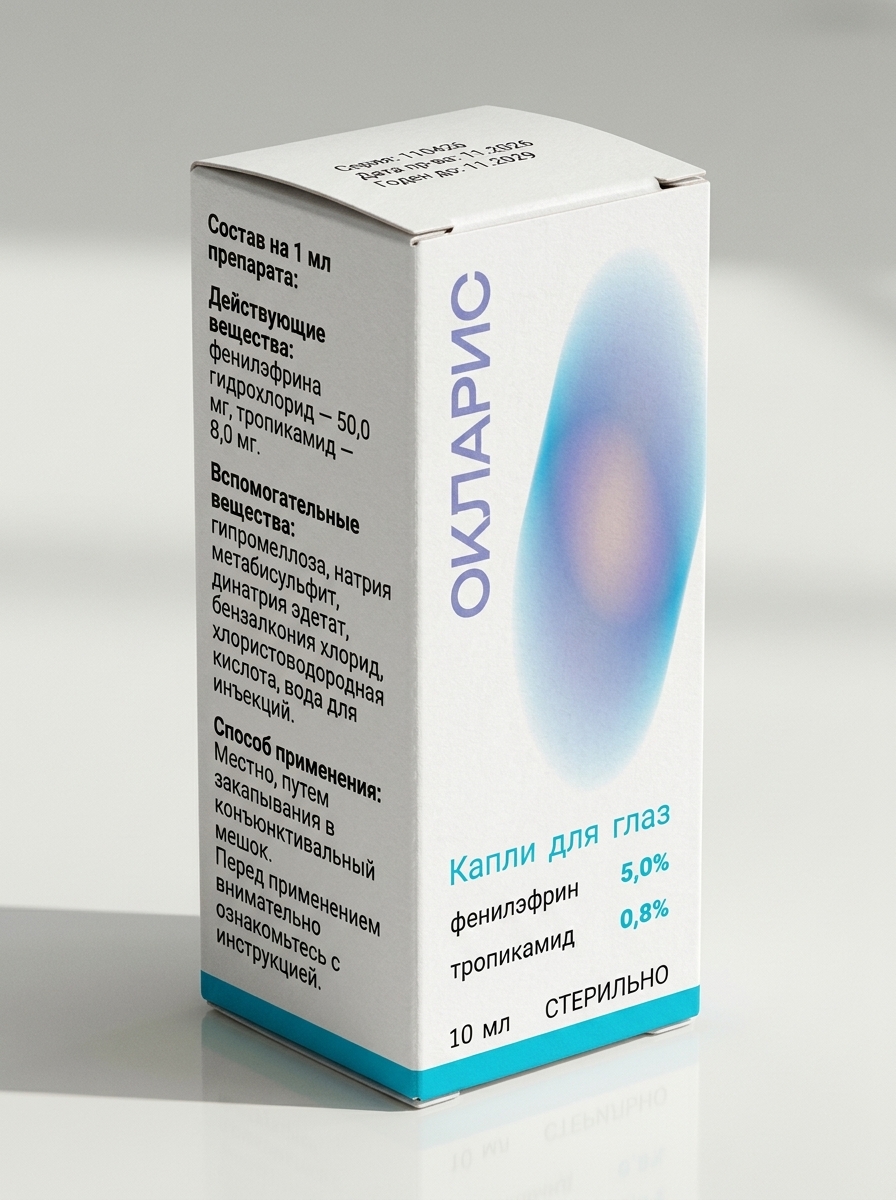 Серия: 110426
Дата пр-ва: 11.2026
Годен до: 11.2029
Состав на 1 мл
препарата:
Действующие
вещества:
фенилэфрина
гидрохлорид — 50,0
мг, тропикамид —
8,0 мг.
Вспомогательные
вещества:
гипромеллоза, натрия
метабисульфит,
динатрия эдетат,
бензалкония хлорид,
хлористоводородная
кислота, вода для
инъекций.
Способ применения:
Местно, путем
закапывания в
конъюнктивальный
мешок.
Перед применением
внимательно
ознакомьтесь с
инструкцией.
ОКЛАРИС
Капли для глаз
фенилэфрин 5,0%
тропикамид 0,8%
10 мл СТЕРИЛЬНО